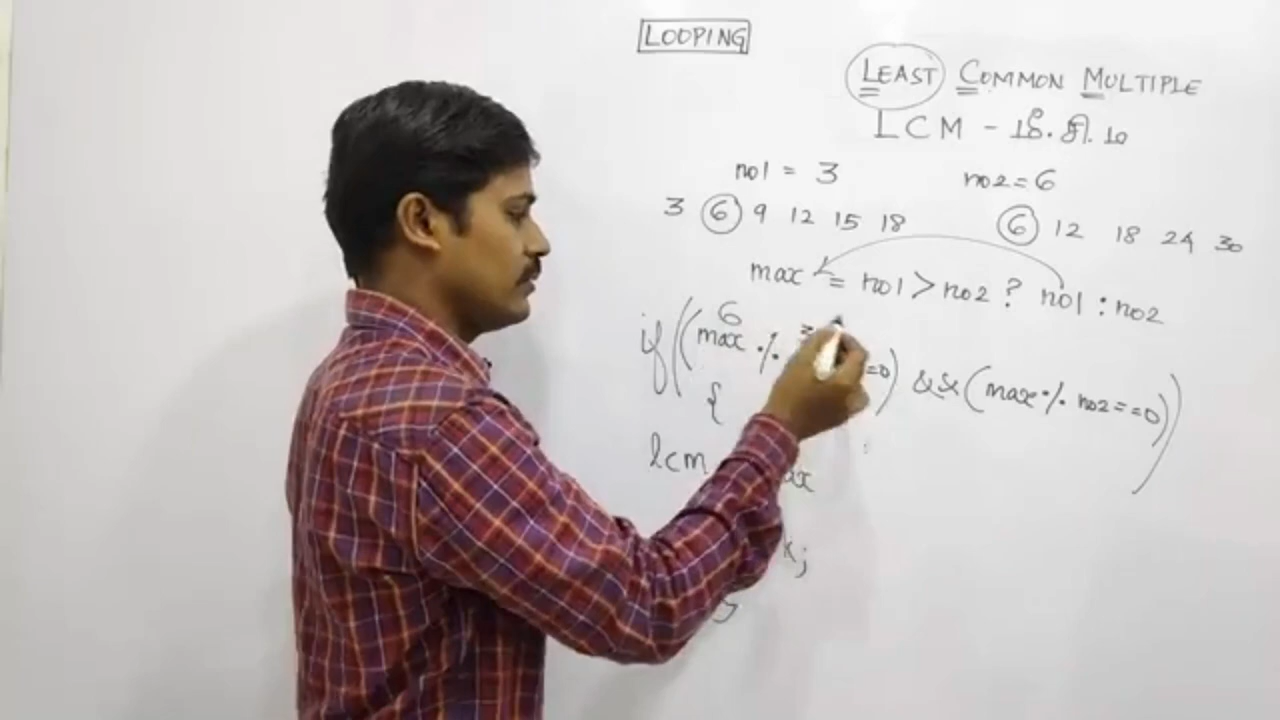 LOOPING
LEAST COMMON MULTIPLE
LCM - மீ.சி.ம
no1 = 3 no2=6
3 6 9 12 15 18 6 12 18 24 30
max = no1 > no2 ? no1 : no2
6
if((max % ==0) && (max % no2==0))
{
lcm